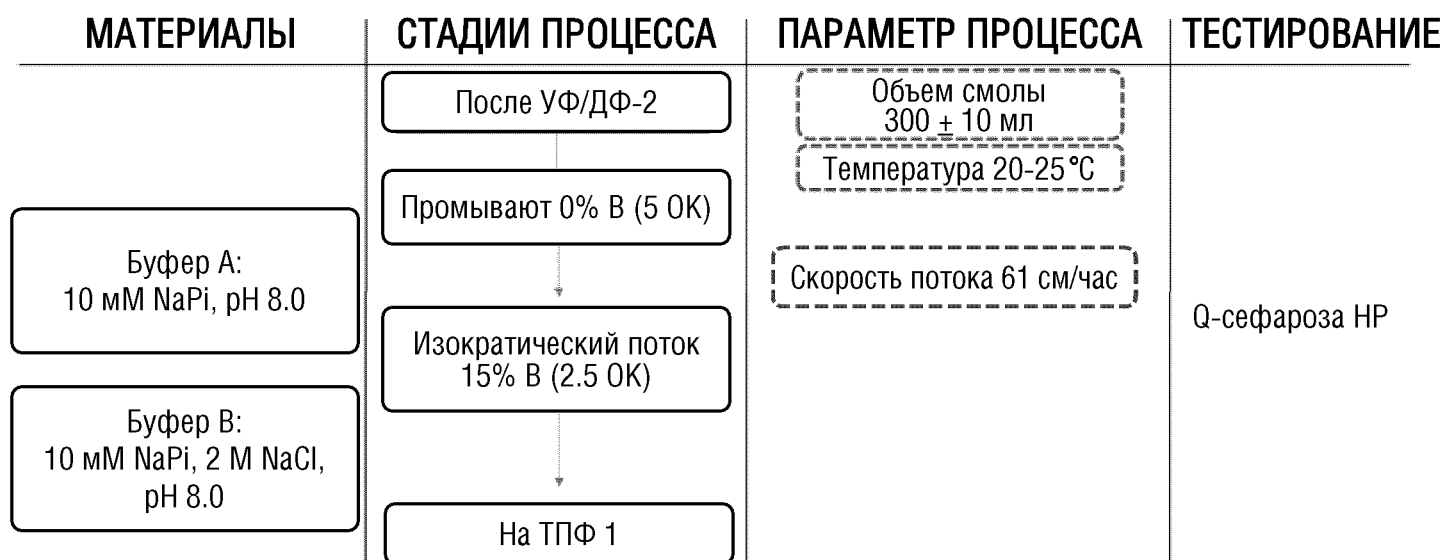 МАТЕРИАЛЫ
СТАДИИ ПРОЦЕССА
ПАРАМЕТР ПРОЦЕССА
ТЕСТИРОВАНИЕ
Буфер А:
10 мМ NaPi, pH 8.0
Буфер В:
10 мМ NaPi, 2 М NaCl,
pH 8.0
После УФ/ДФ-2
Промывают 0% В (5 ОК)
Изократический поток
15% В (2.5 ОК)
На ТПФ 1
Объем смолы
300 ± 10 мл
Температура 20-25°С
Скорость потока 61 см/час
Q-сефароза НР